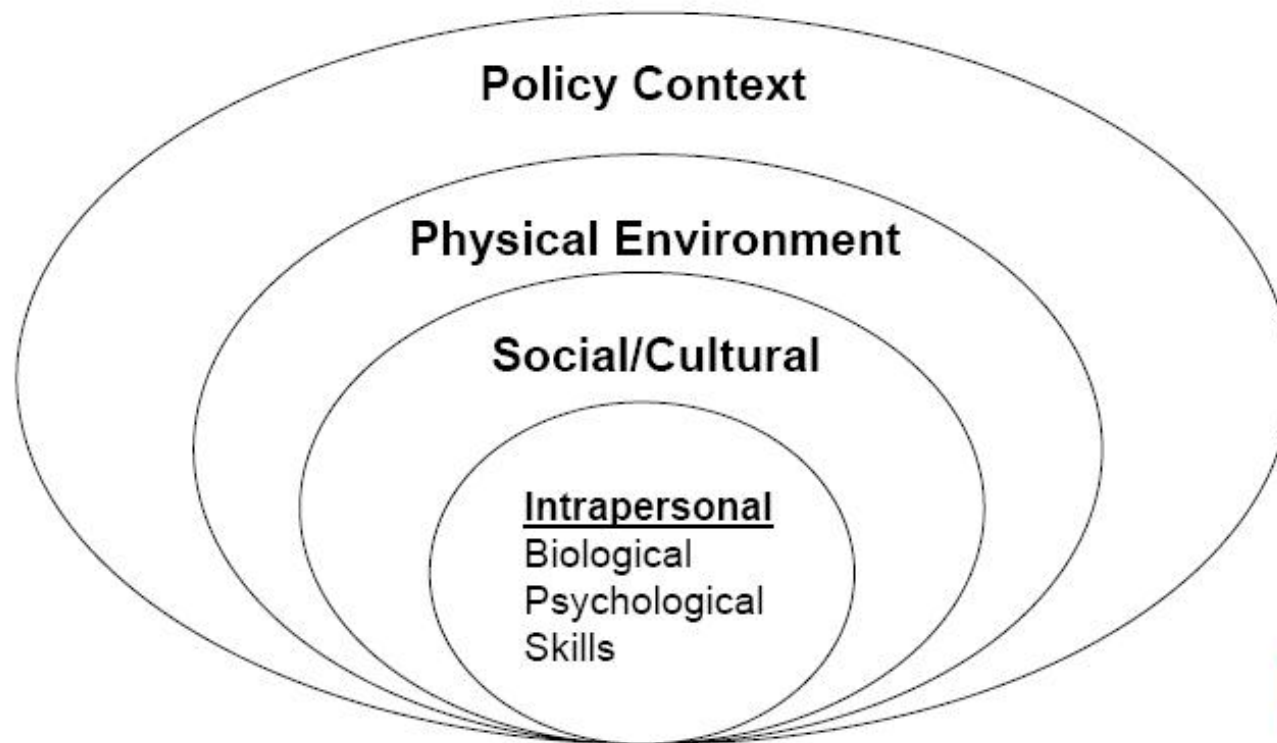 Policy Context
Physical Environment
Social/Cultural
Intrapersonal
Biological
Psychological
Skills